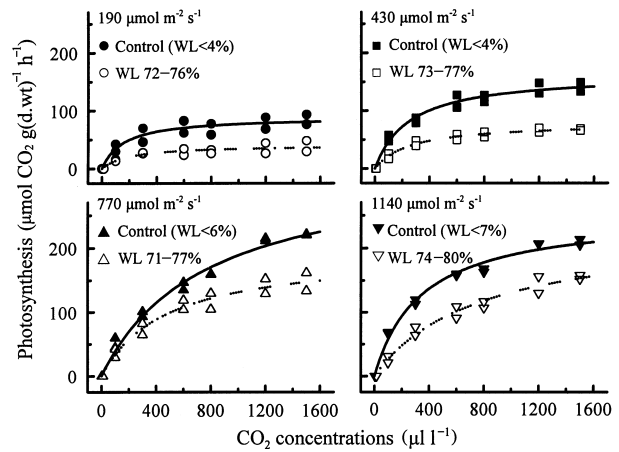 190 μmol m⁻² s⁻¹
Control (WL<4%)
WL 72–76%
430 μmol m⁻² s⁻¹
Control (WL<4%)
WL 73–77%
200
100
0
770 μmol m⁻² s⁻¹
Control (WL<6%)
WL 71–77%
1140 μmol m⁻² s⁻¹
Control (WL<7%)
WL 74–80%
200
100
0
0 400 800 1200 1600
0 400 800 1200 1600
Photosynthesis (μmol CO₂ g(d.wt)⁻¹ h⁻¹)
CO₂ concentrations (μl l⁻¹)